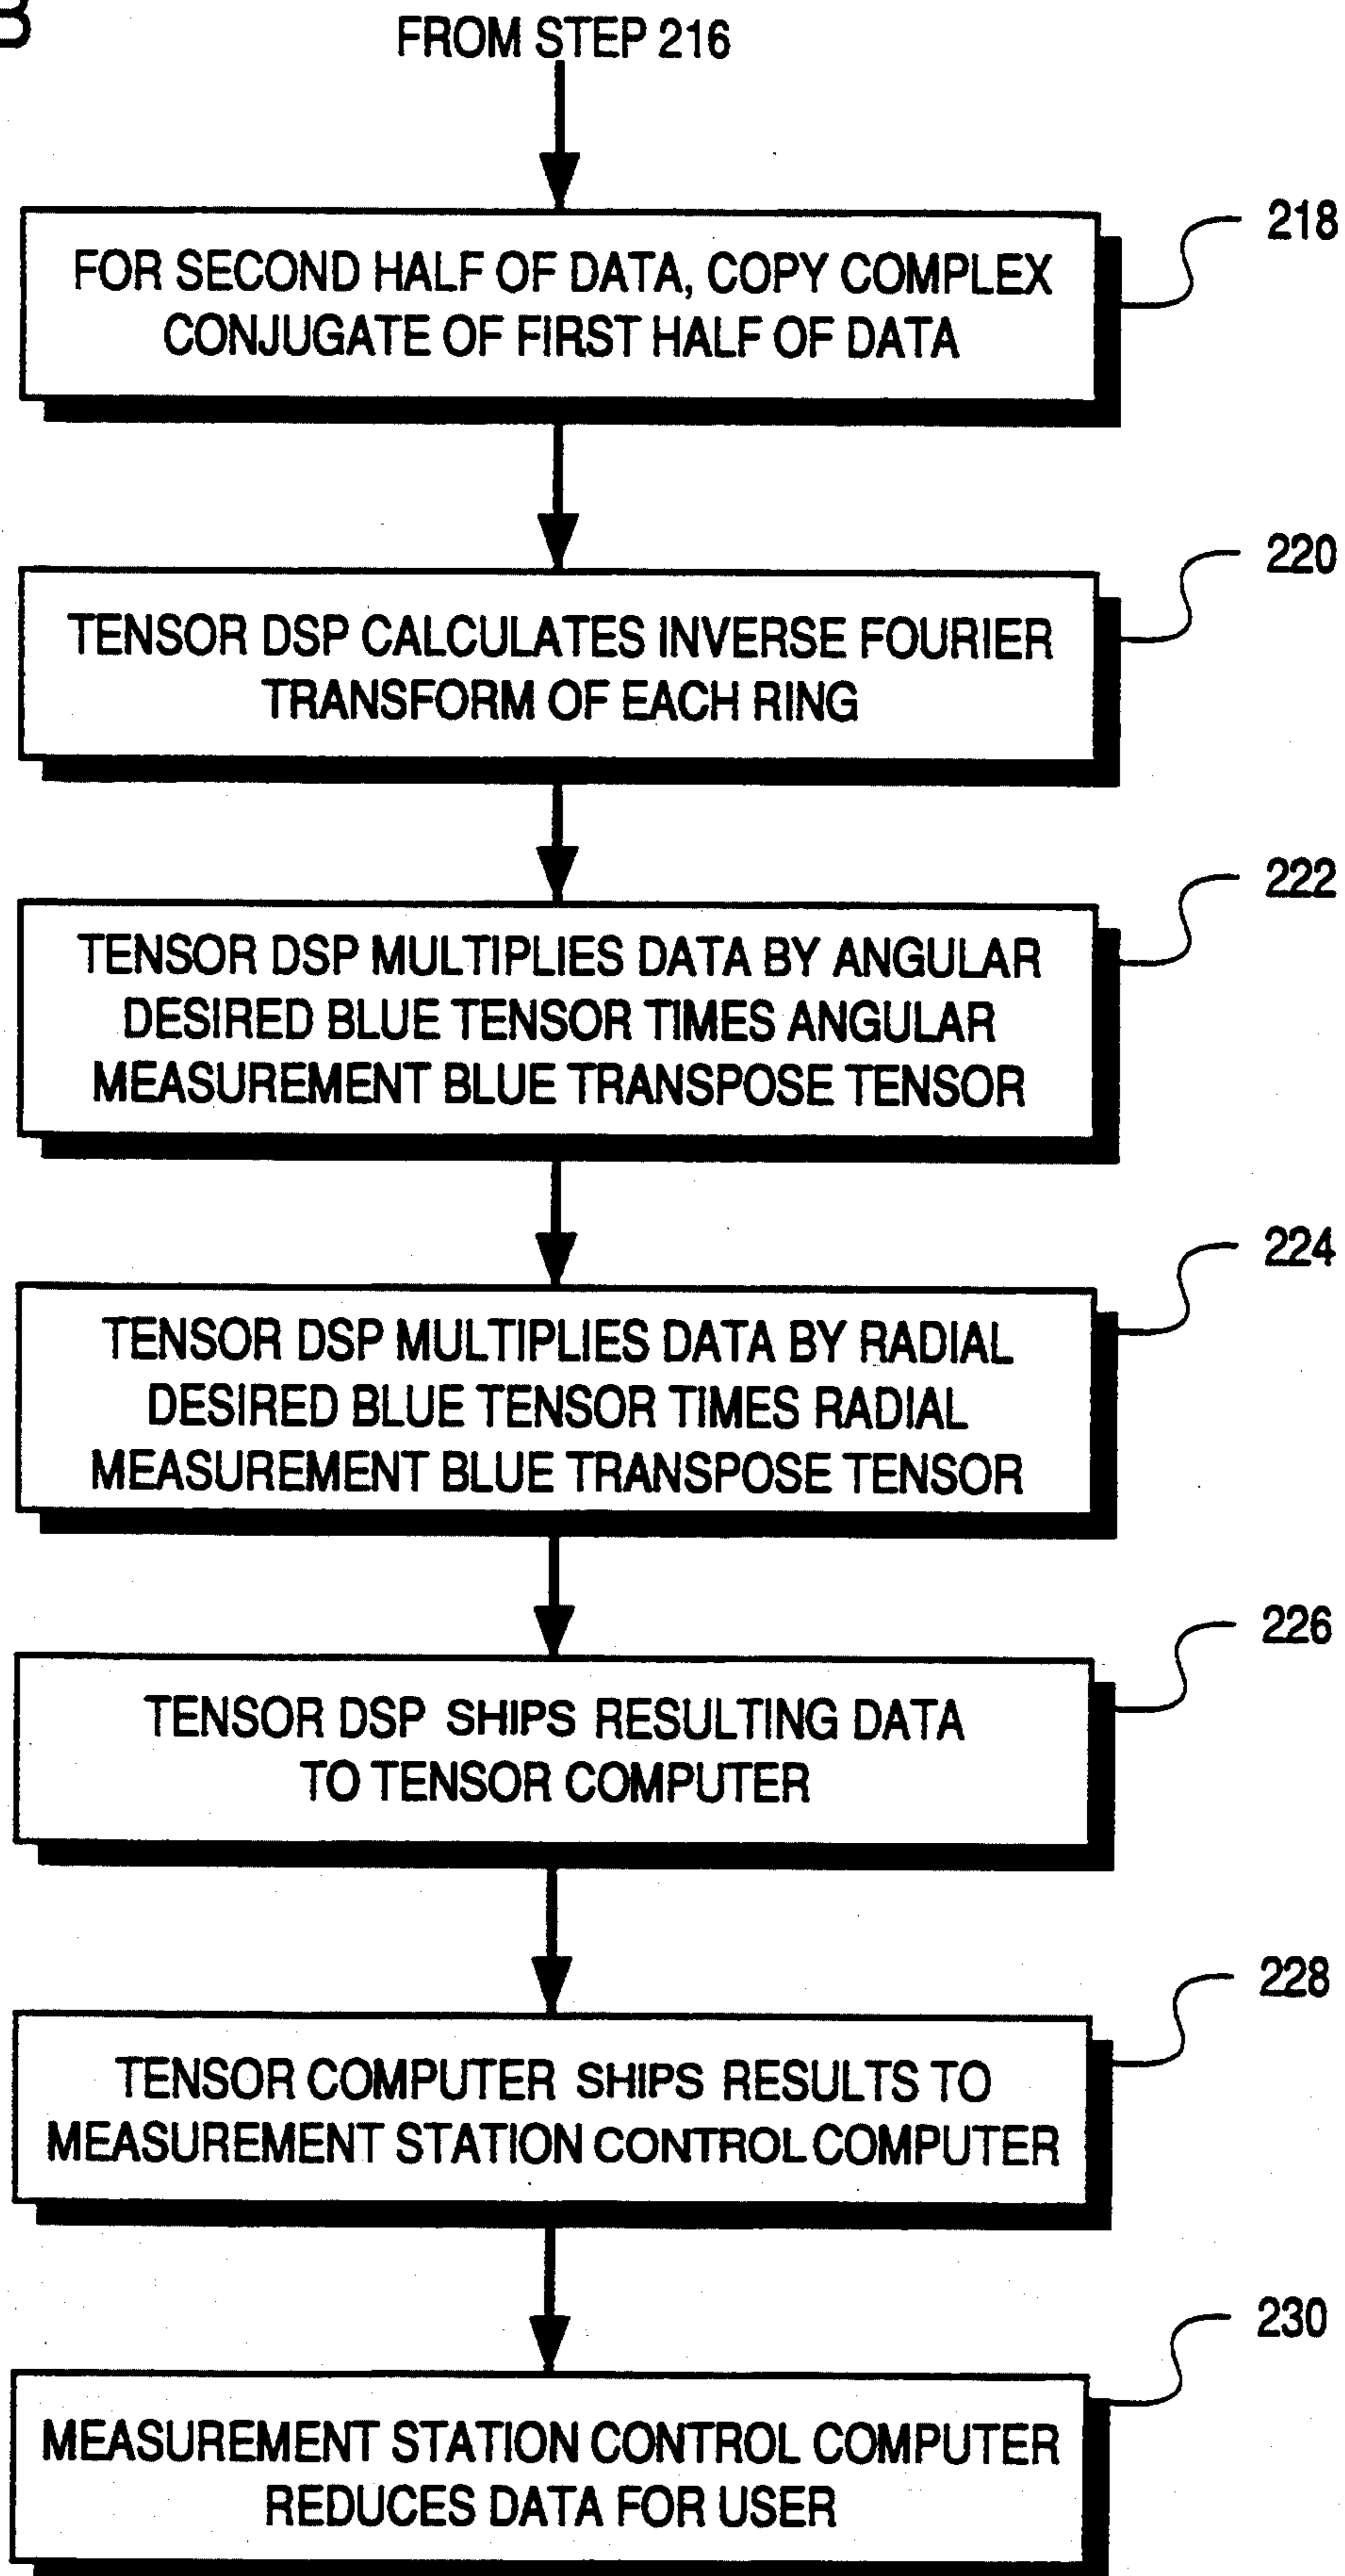 B
FROM STEP 216
218
FOR SECOND HALF OF DATA, COPY COMPLEX
CONJUGATE OF FIRST HALF OF DATA
220
TENSOR DSP CALCULATES INVERSE FOURIER
TRANSFORM OF EACH RING
222
TENSOR DSP MULTIPLIES DATA BY ANGULAR
DESIRED BLUE TENSOR TIMES ANGULAR
MEASUREMENT BLUE TRANSPOSE TENSOR
224
TENSOR DSP MULTIPLIES DATA BY RADIAL
DESIRED BLUE TENSOR TIMES RADIAL
MEASUREMENT BLUE TRANSPOSE TENSOR
226
TENSOR DSP SHIPS RESULTING DATA
TO TENSOR COMPUTER
228
TENSOR COMPUTER SHIPS RESULTS TO
MEASUREMENT STATION CONTROL COMPUTER
230
MEASUREMENT STATION CONTROL COMPUTER
REDUCES DATA FOR USER